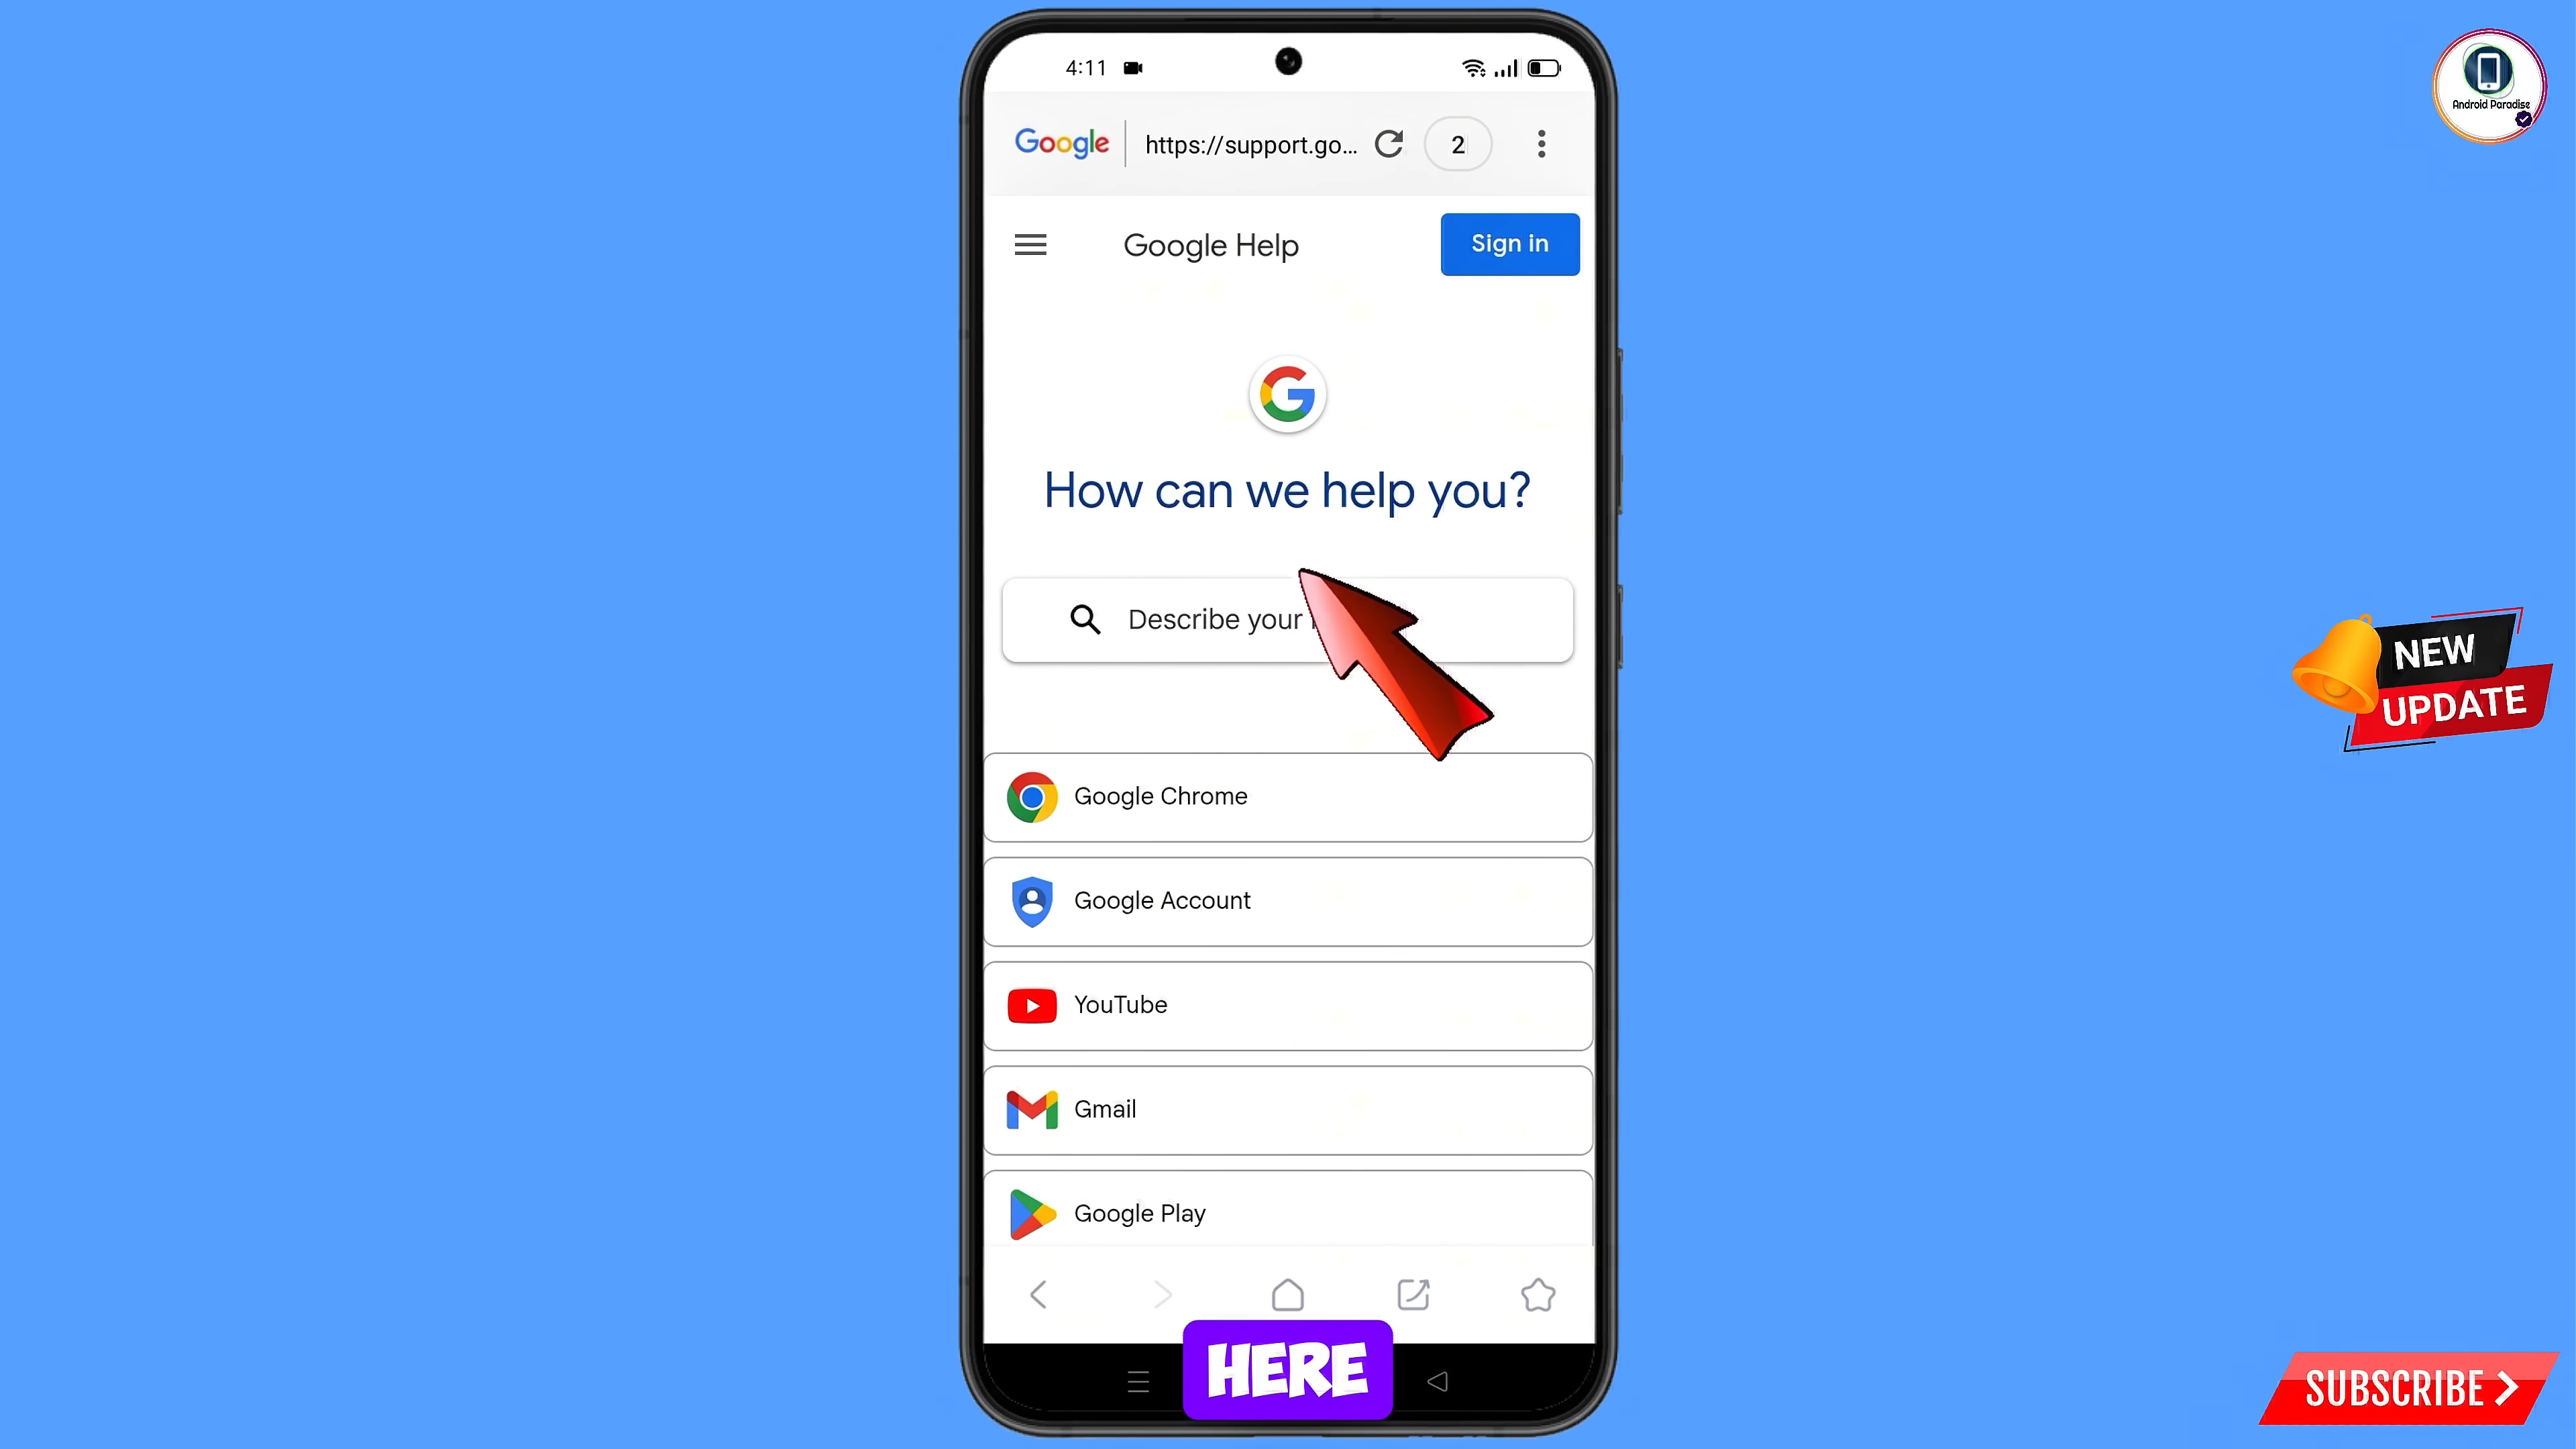 4:11
Android Paradise
Google
https://support.go...
2
Google Help
Sign in
G
How can we help you?
Describe your
NEW
UPDATE
Google Chrome
Google Account
YouTube
Gmail
Google Play
HERE
SUBSCRIBE